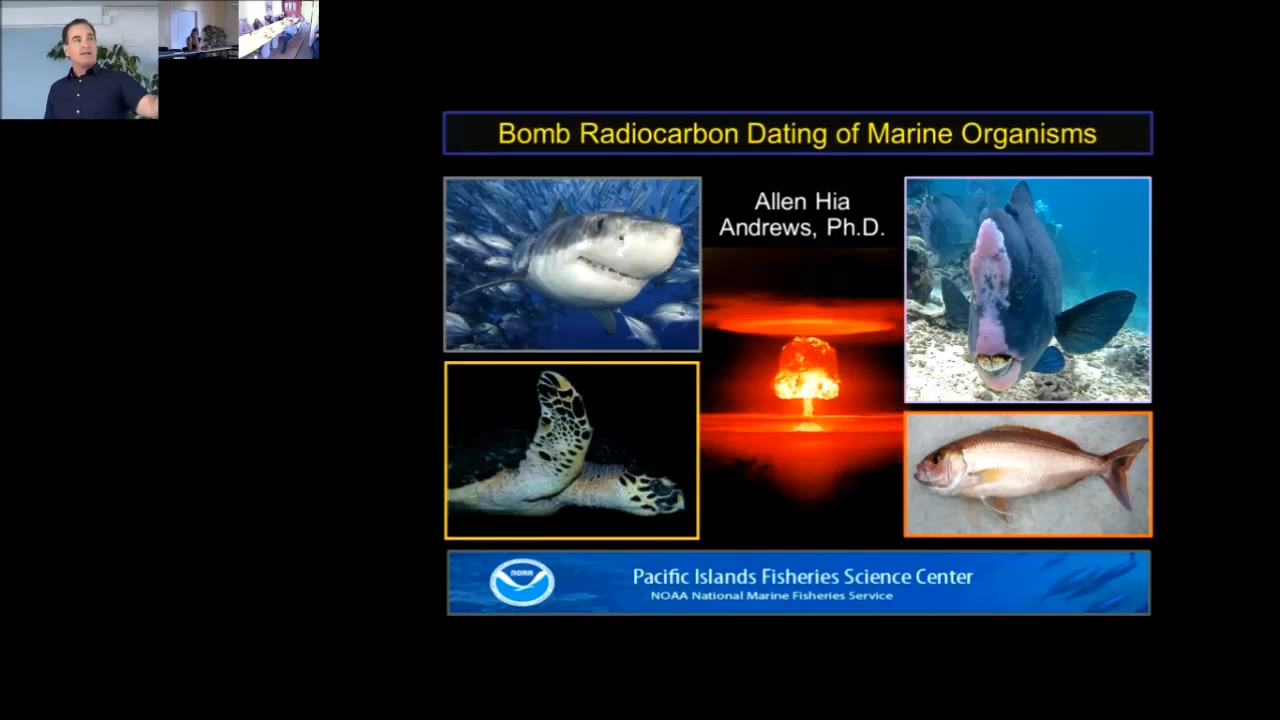 Bomb Radiocarbon Dating of Marine Organisms
Allen Hia
Andrews, Ph.D.
NOAA
Pacific Islands Fisheries Science Center
NOAA National Marine Fisheries Service